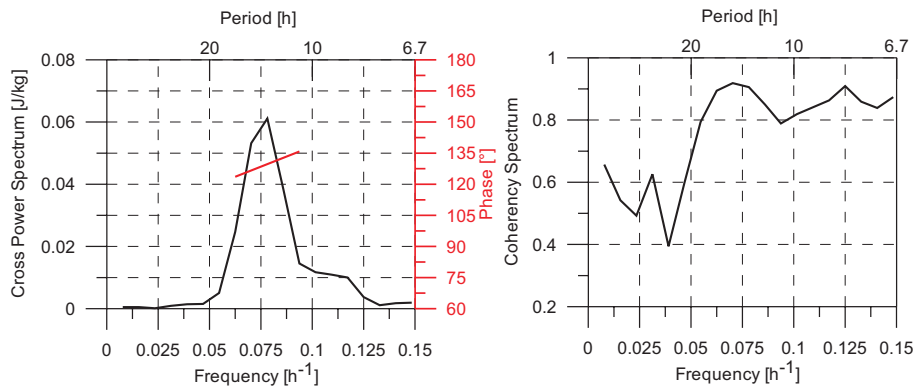 Period [h]
20 10 6.7
0.08 180
165
0.06 150
135
0.04 120
105
0.02 90
75
0 60
Cross Power Spectrum [J/kg]
Phase [°]
0 0.025 0.05 0.075 0.1 0.15
Frequency [h⁻¹]
Period [h]
20 10 6.7
1
0.8
0.6
0.4
0.2
Coherency Spectrum
0 0.025 0.05 0.075 0.1 0.125 0.15
Frequency [h⁻¹]